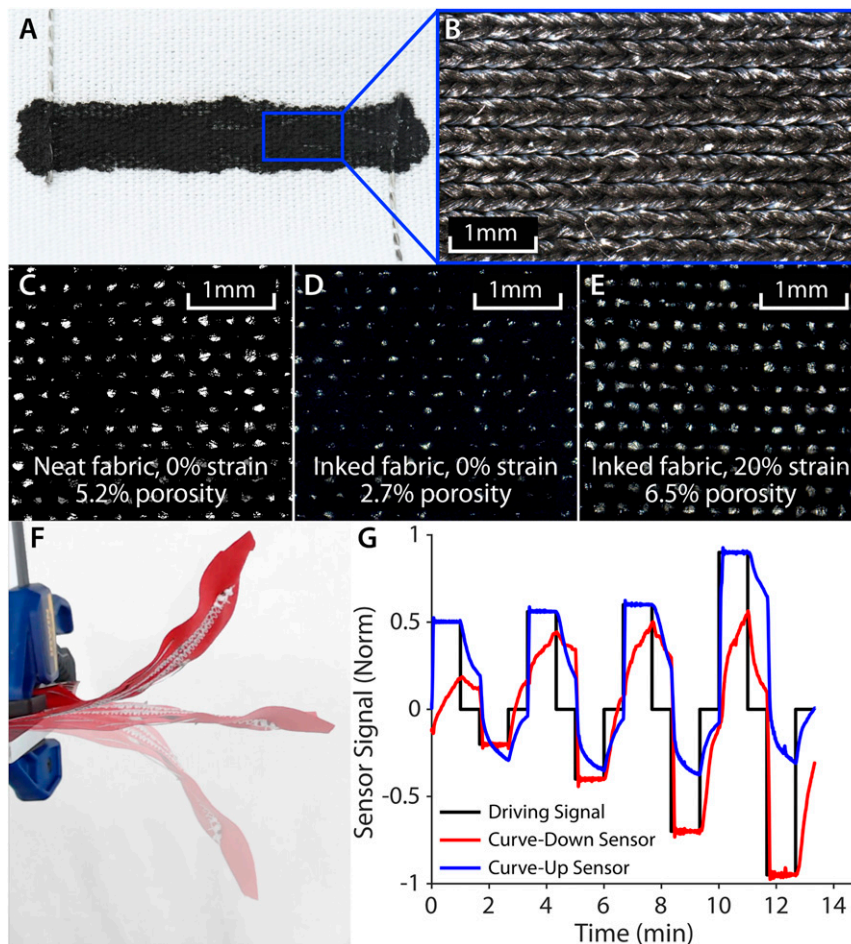 A
B
1mm
C
1mm
Neat fabric, 0% strain
5.2% porosity
D
1mm
Inked fabric, 0% strain
2.7% porosity
E
1mm
Inked fabric, 20% strain
6.5% porosity
F
G
Sensor Signal (Norm)
1
0.5
0
-0.5
-1
Driving Signal
Curve-Down Sensor
Curve-Up Sensor
0 2 4 6 8 10 12 14
Time (min)